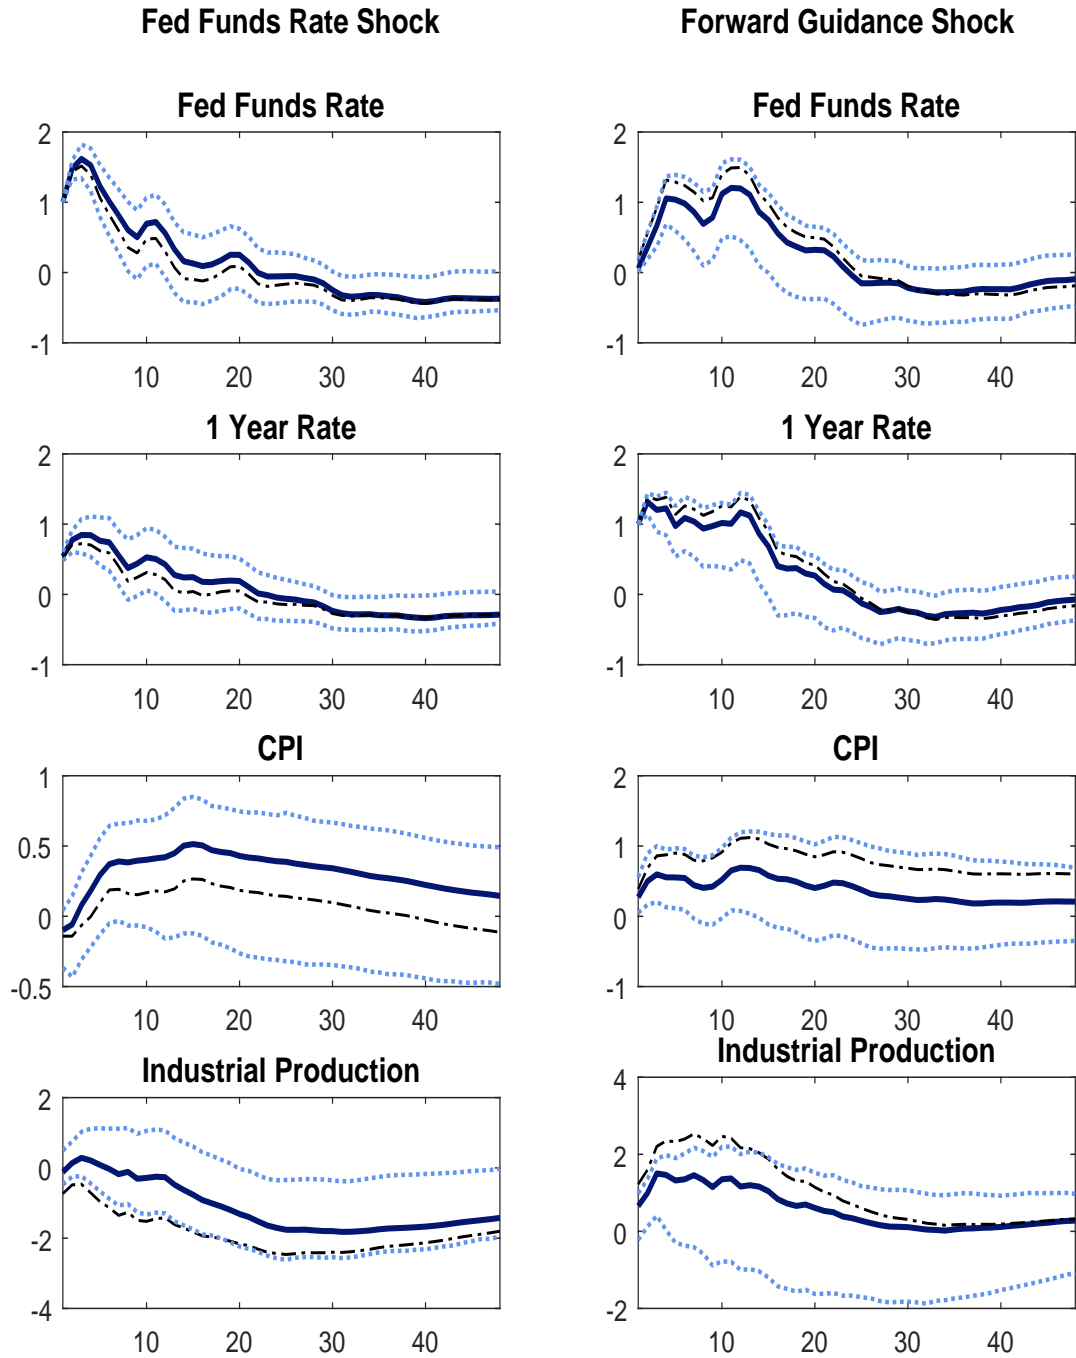 Fed Funds Rate Shock
Forward Guidance Shock
Fed Funds Rate
2
1
0
-1
10 20 30 40
Fed Funds Rate
2
1
0
-1
10 20 30 40
1 Year Rate
2
1
0
-1
10 20 30 40
1 Year Rate
2
1
0
-1
10 20 30 40
CPI
1
0.5
0
-0.5
10 20 30 40
CPI
2
1
0
-1
10 20 30 40
Industrial Production
2
0
-2
-4
10 20 30 40
Industrial Production
4
2
0
-2
10 20 30 40